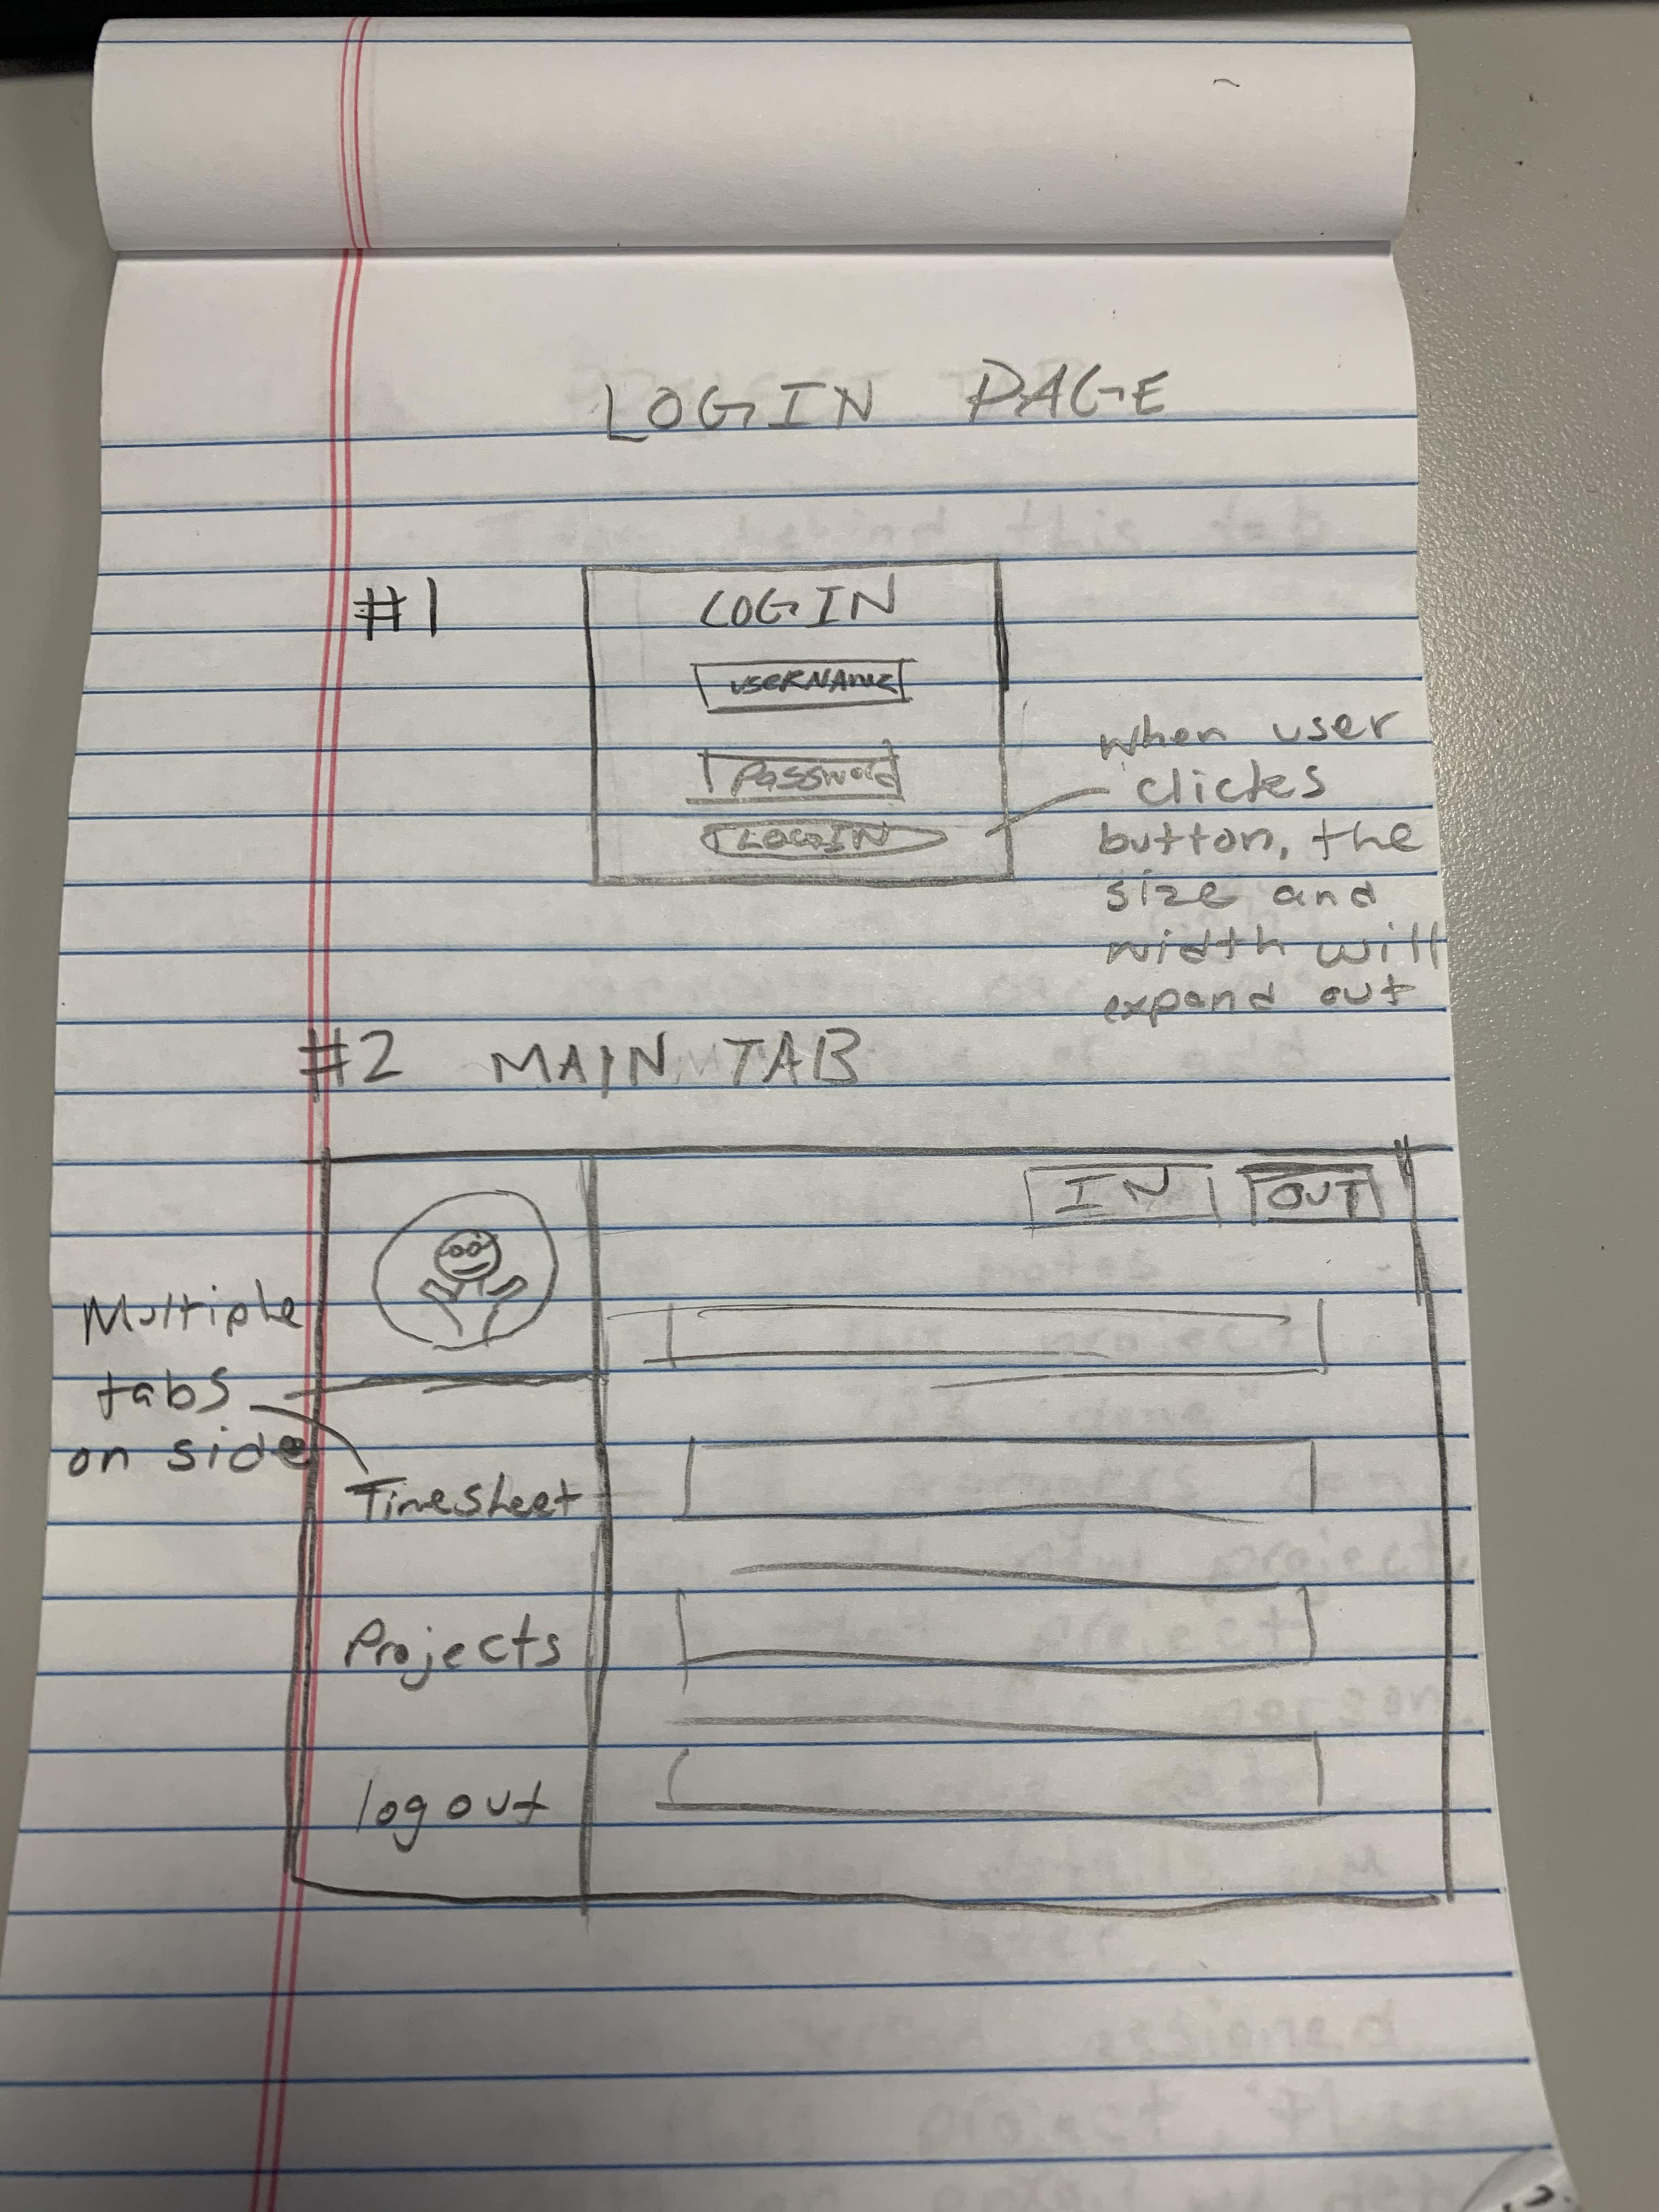 LOGIN PAGE
#1
LOGIN
USERNAME
Password
LOGIN
when user
clickes
button, the
size and
width will
expand out
#2 MAIN TAB
IN OUT
Multiple
tabs
on side
Timesheet
Projects
logout